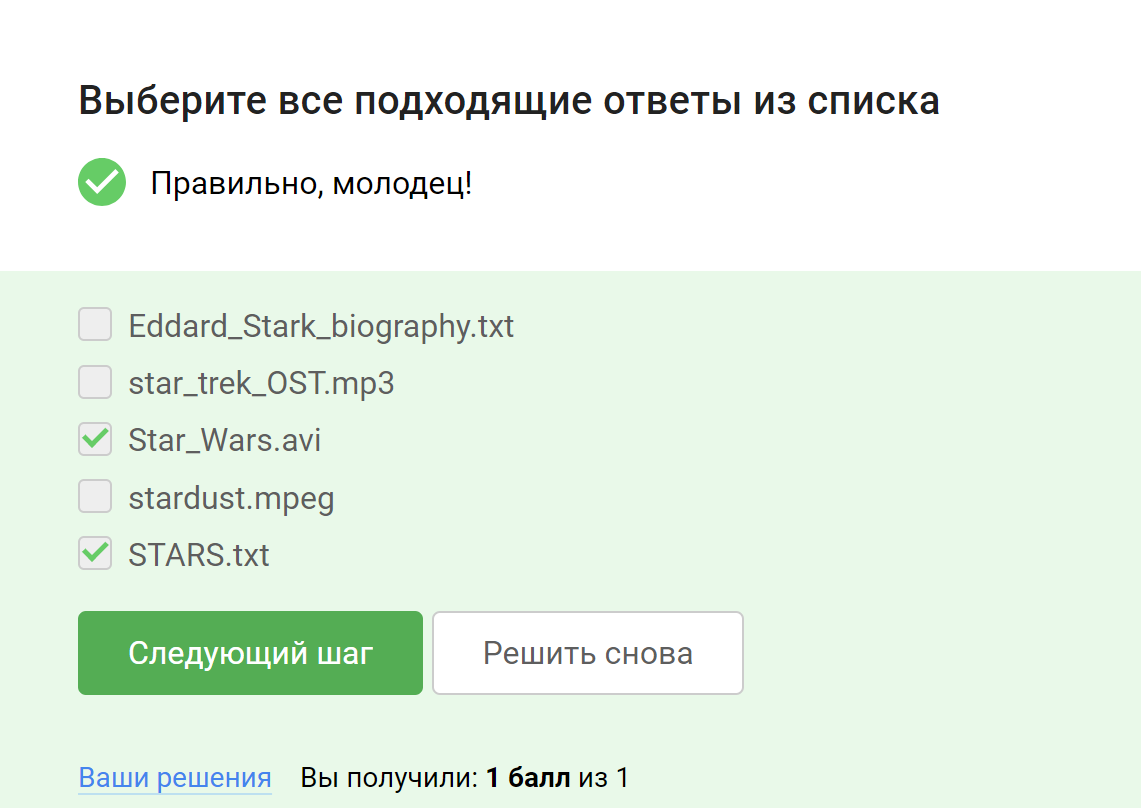 Выберите все подходящие ответы из списка
Правильно, молодец!
Eddard_Stark_biography.txt
star_trek_OST.mp3
Star_Wars.avi
stardust.mpeg
STARS.txt
Следующий шаг
Решить снова
Ваши решения Вы получили: 1 балл из 1